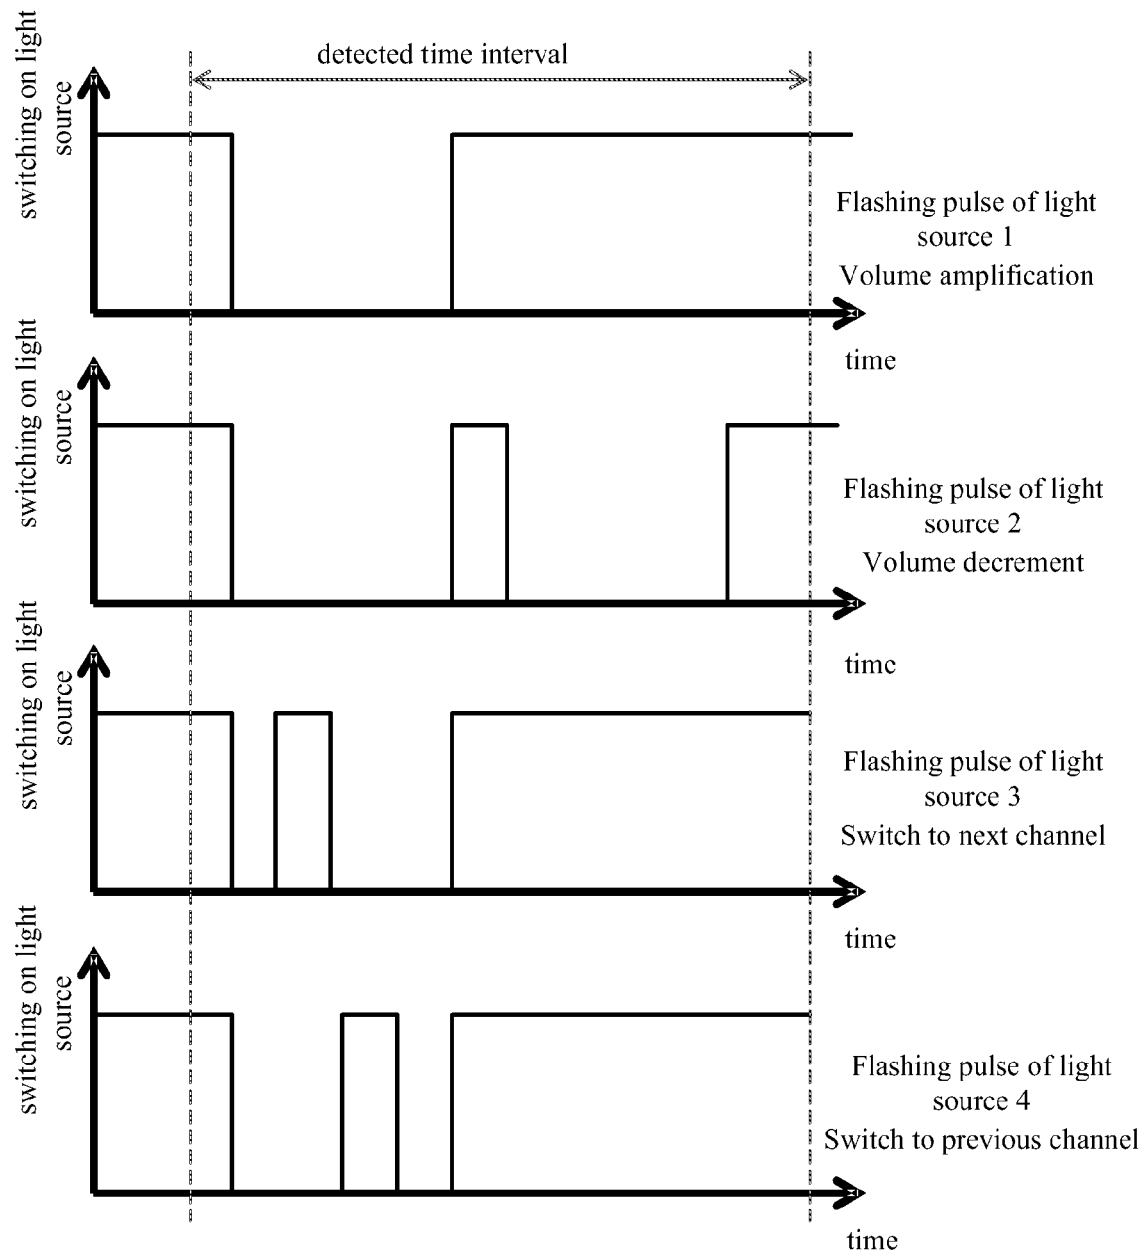 detected time interval
switching on light
source
Flashing pulse of light
source 1
Volume amplification
time
switching on light
source
Flashing pulse of light
source 2
Volume decrement
time
switching on light
source
Flashing pulse of light
source 3
Switch to next channel
time
switching on light
source
Flashing pulse of light
source 4
Switch to previous channel
time